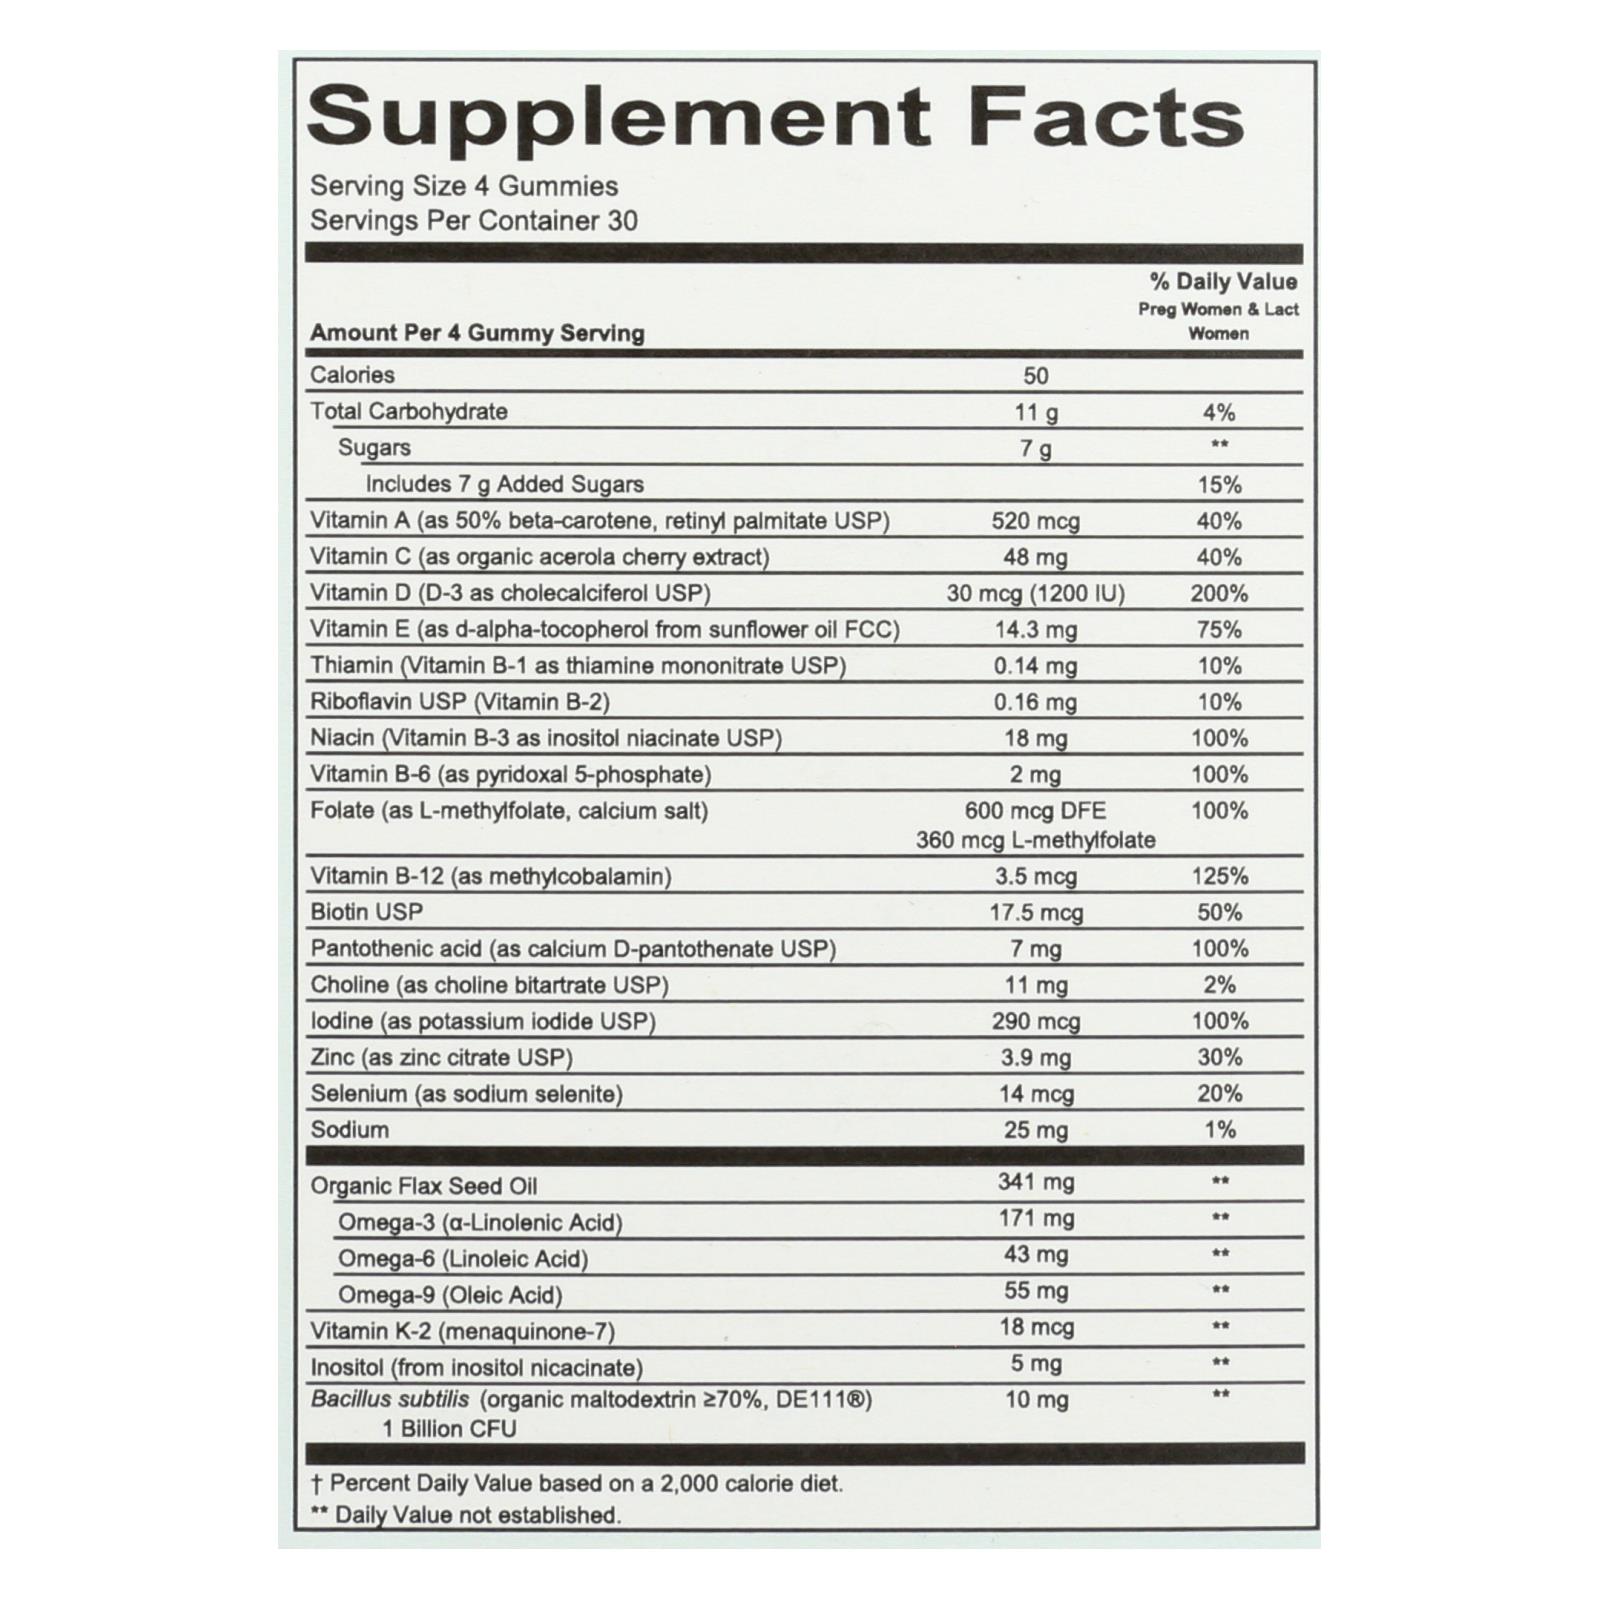 Supplement Facts
Serving Size 4 Gummies
Servings Per Container 30
% Daily Value
Preg Women & Lact
Amount Per 4 Gummy Serving Women
Calories 50
Total Carbohydrate 11 g 4%
Sugars 7 g **
Includes 7 g Added Sugars 15%
Vitamin A (as 50% beta-carotene, retinyl palmitate USP) 520 mcg 40%
Vitamin C (as organic acerola cherry extract) 48 mg 40%
Vitamin D (D-3 as cholecalciferol USP) 30 mcg (1200 IU) 200%
Vitamin E (as d-alpha-tocopherol from sunflower oil FCC) 14.3 mg 75%
Thiamin (Vitamin B-1 as thiamine mononitrate USP) 0.14 mg 10%
Riboflavin USP (Vitamin B-2) 0.16 mg 10%
Niacin (Vitamin B-3 as inositol niacinate USP) 18 mg 100%
Vitamin B-6 (as pyridoxal 5-phosphate) 2 mg 100%
Folate (as L-methylfolate, calcium salt) 600 mcg DFE 100%
360 mcg L-methylfolate
Vitamin B-12 (as methylcobalamin) 3.5 mcg 125%
Biotin USP 17.5 mcg 50%
Pantothenic acid (as calcium D-pantothenate USP) 7 mg 100%
Choline (as choline bitartrate USP) 11 mg 2%
Iodine (as potassium iodide USP) 290 mcg 100%
Zinc (as zinc citrate USP) 3.9 mg 30%
Selenium (as sodium selenite) 14 mcg 20%
Sodium 25 mg 1%
Organic Flax Seed Oil 341 mg **
Omega-3 (α-Linolenic Acid) 171 mg **
Omega-6 (Linoleic Acid) 43 mg **
Omega-9 (Oleic Acid) 55 mg **
Vitamin K-2 (menaquinone-7) 18 mcg **
Inositol (from inositol nicacinate) 5 mg **
Bacillus subtilis (organic maltodextrin ≥70%, DE111®) 10 mg **
1 Billion CFU
† Percent Daily Value based on a 2,000 calorie diet.
** Daily Value not established.